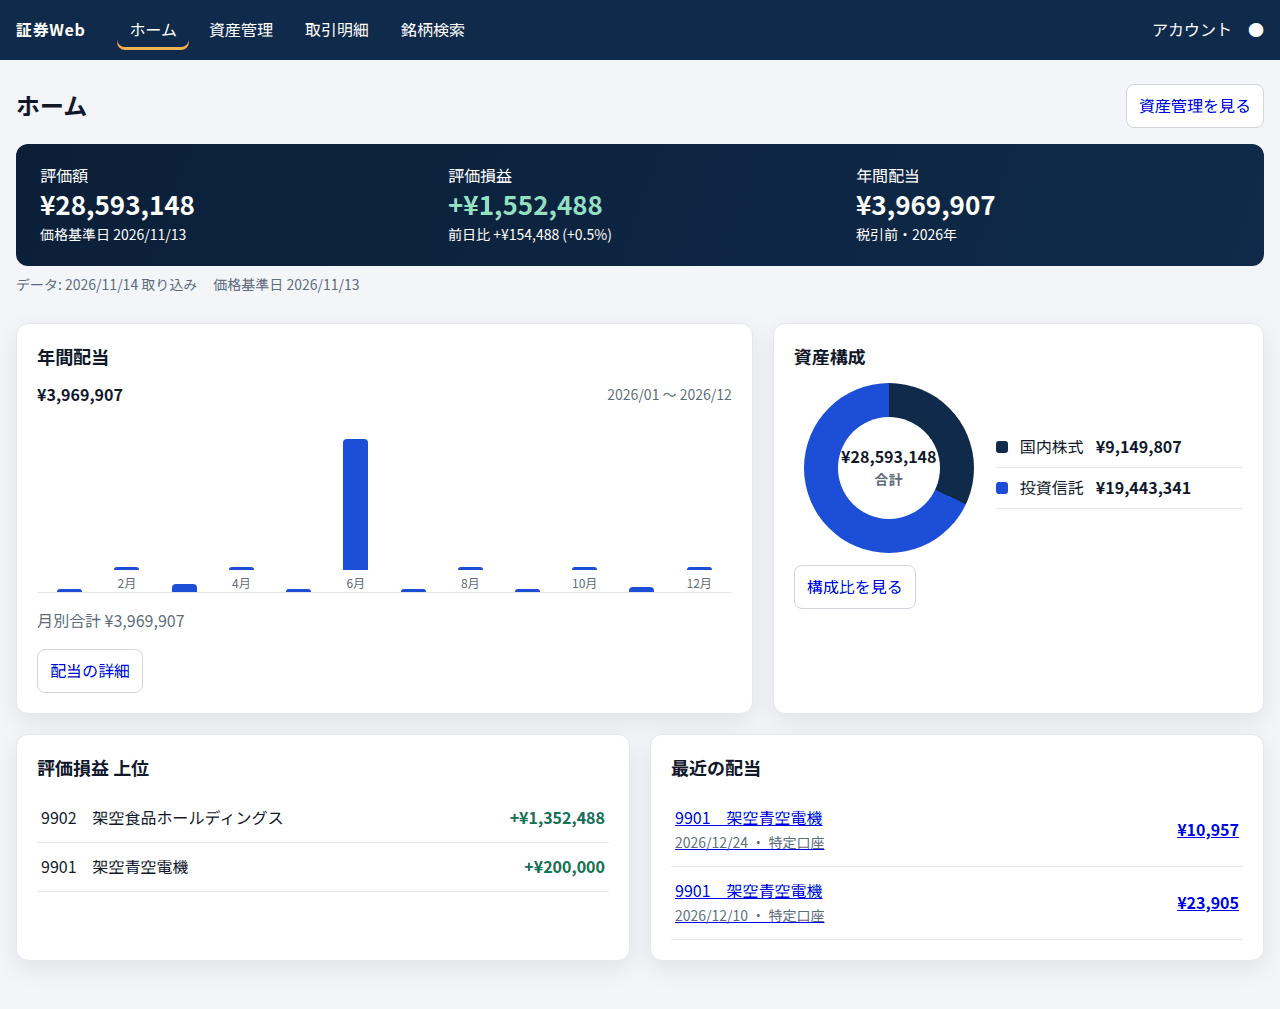 証券Web ホーム 資産管理 取引明細 銘柄検索 アカウント
ホーム 資産管理を見る
評価額 評価損益 年間配当
¥28,593,148 +¥1,552,488 ¥3,969,907
価格基準日 2026/11/13 前日比 +¥154,488 (+0.5%) 税引前・2026年
データ: 2026/11/14 取り込み 価格基準日 2026/11/13
年間配当
¥3,969,907 2026/01 〜 2026/12
2月 4月 6月 8月 10月 12月
月別合計 ¥3,969,907
配当の詳細
資産構成
¥28,593,148
合計
国内株式 ¥9,149,807
投資信託 ¥19,443,341
構成比を見る
評価損益 上位
9902 架空食品ホールディングス +¥1,352,488
9901 架空青空電機 +¥200,000
最近の配当
9901 架空青空電機
2026/12/24 ・ 特定口座
¥10,957
9901 架空青空電機
2026/12/10 ・ 特定口座
¥23,905